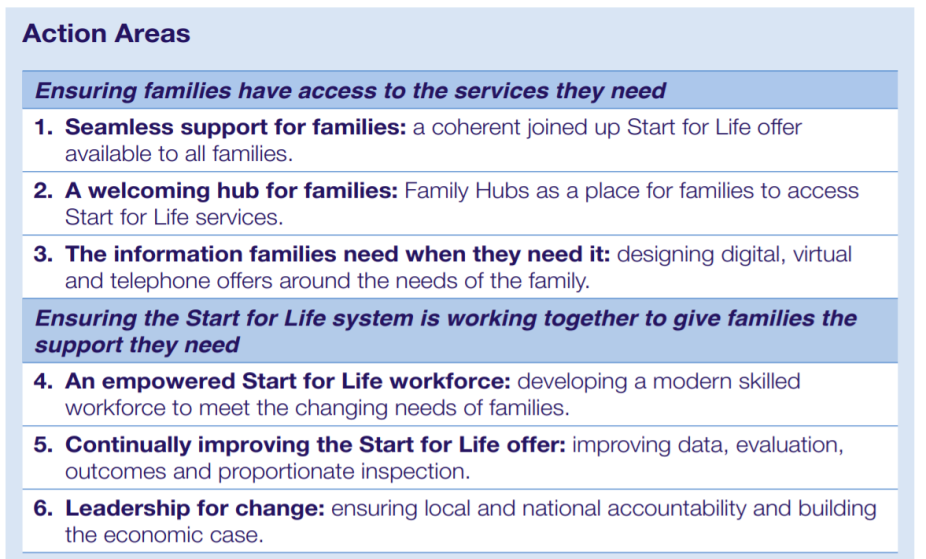 Action Areas
Ensuring families have access to the services they need
1. Seamless support for families: a coherent joined up Start for Life offer
available to all families.
2. A welcoming hub for families: Family Hubs as a place for families to access
Start for Life services.
3. The information families need when they need it: designing digital, virtual
and telephone offers around the needs of the family.
Ensuring the Start for Life system is working together to give families the
support they need
4. An empowered Start for Life workforce: developing a modern skilled
workforce to meet the changing needs of families.
5. Continually improving the Start for Life offer: improving data, evaluation,
outcomes and proportionate inspection.
6. Leadership for change: ensuring local and national accountability and building
the economic case.